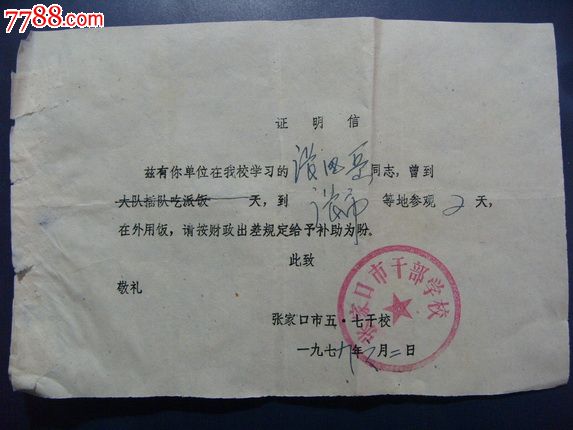 7788.com
证明信
兹有你单位在我校学习的 同志，曾到
大队插队吃派饭 天，到 市 等地参观 2 天，
在外用饭，请按财政出差规定给予补助为盼。
此致
敬礼
张家口市干部学校
张家口市五·七干校
一九七 年 月二日